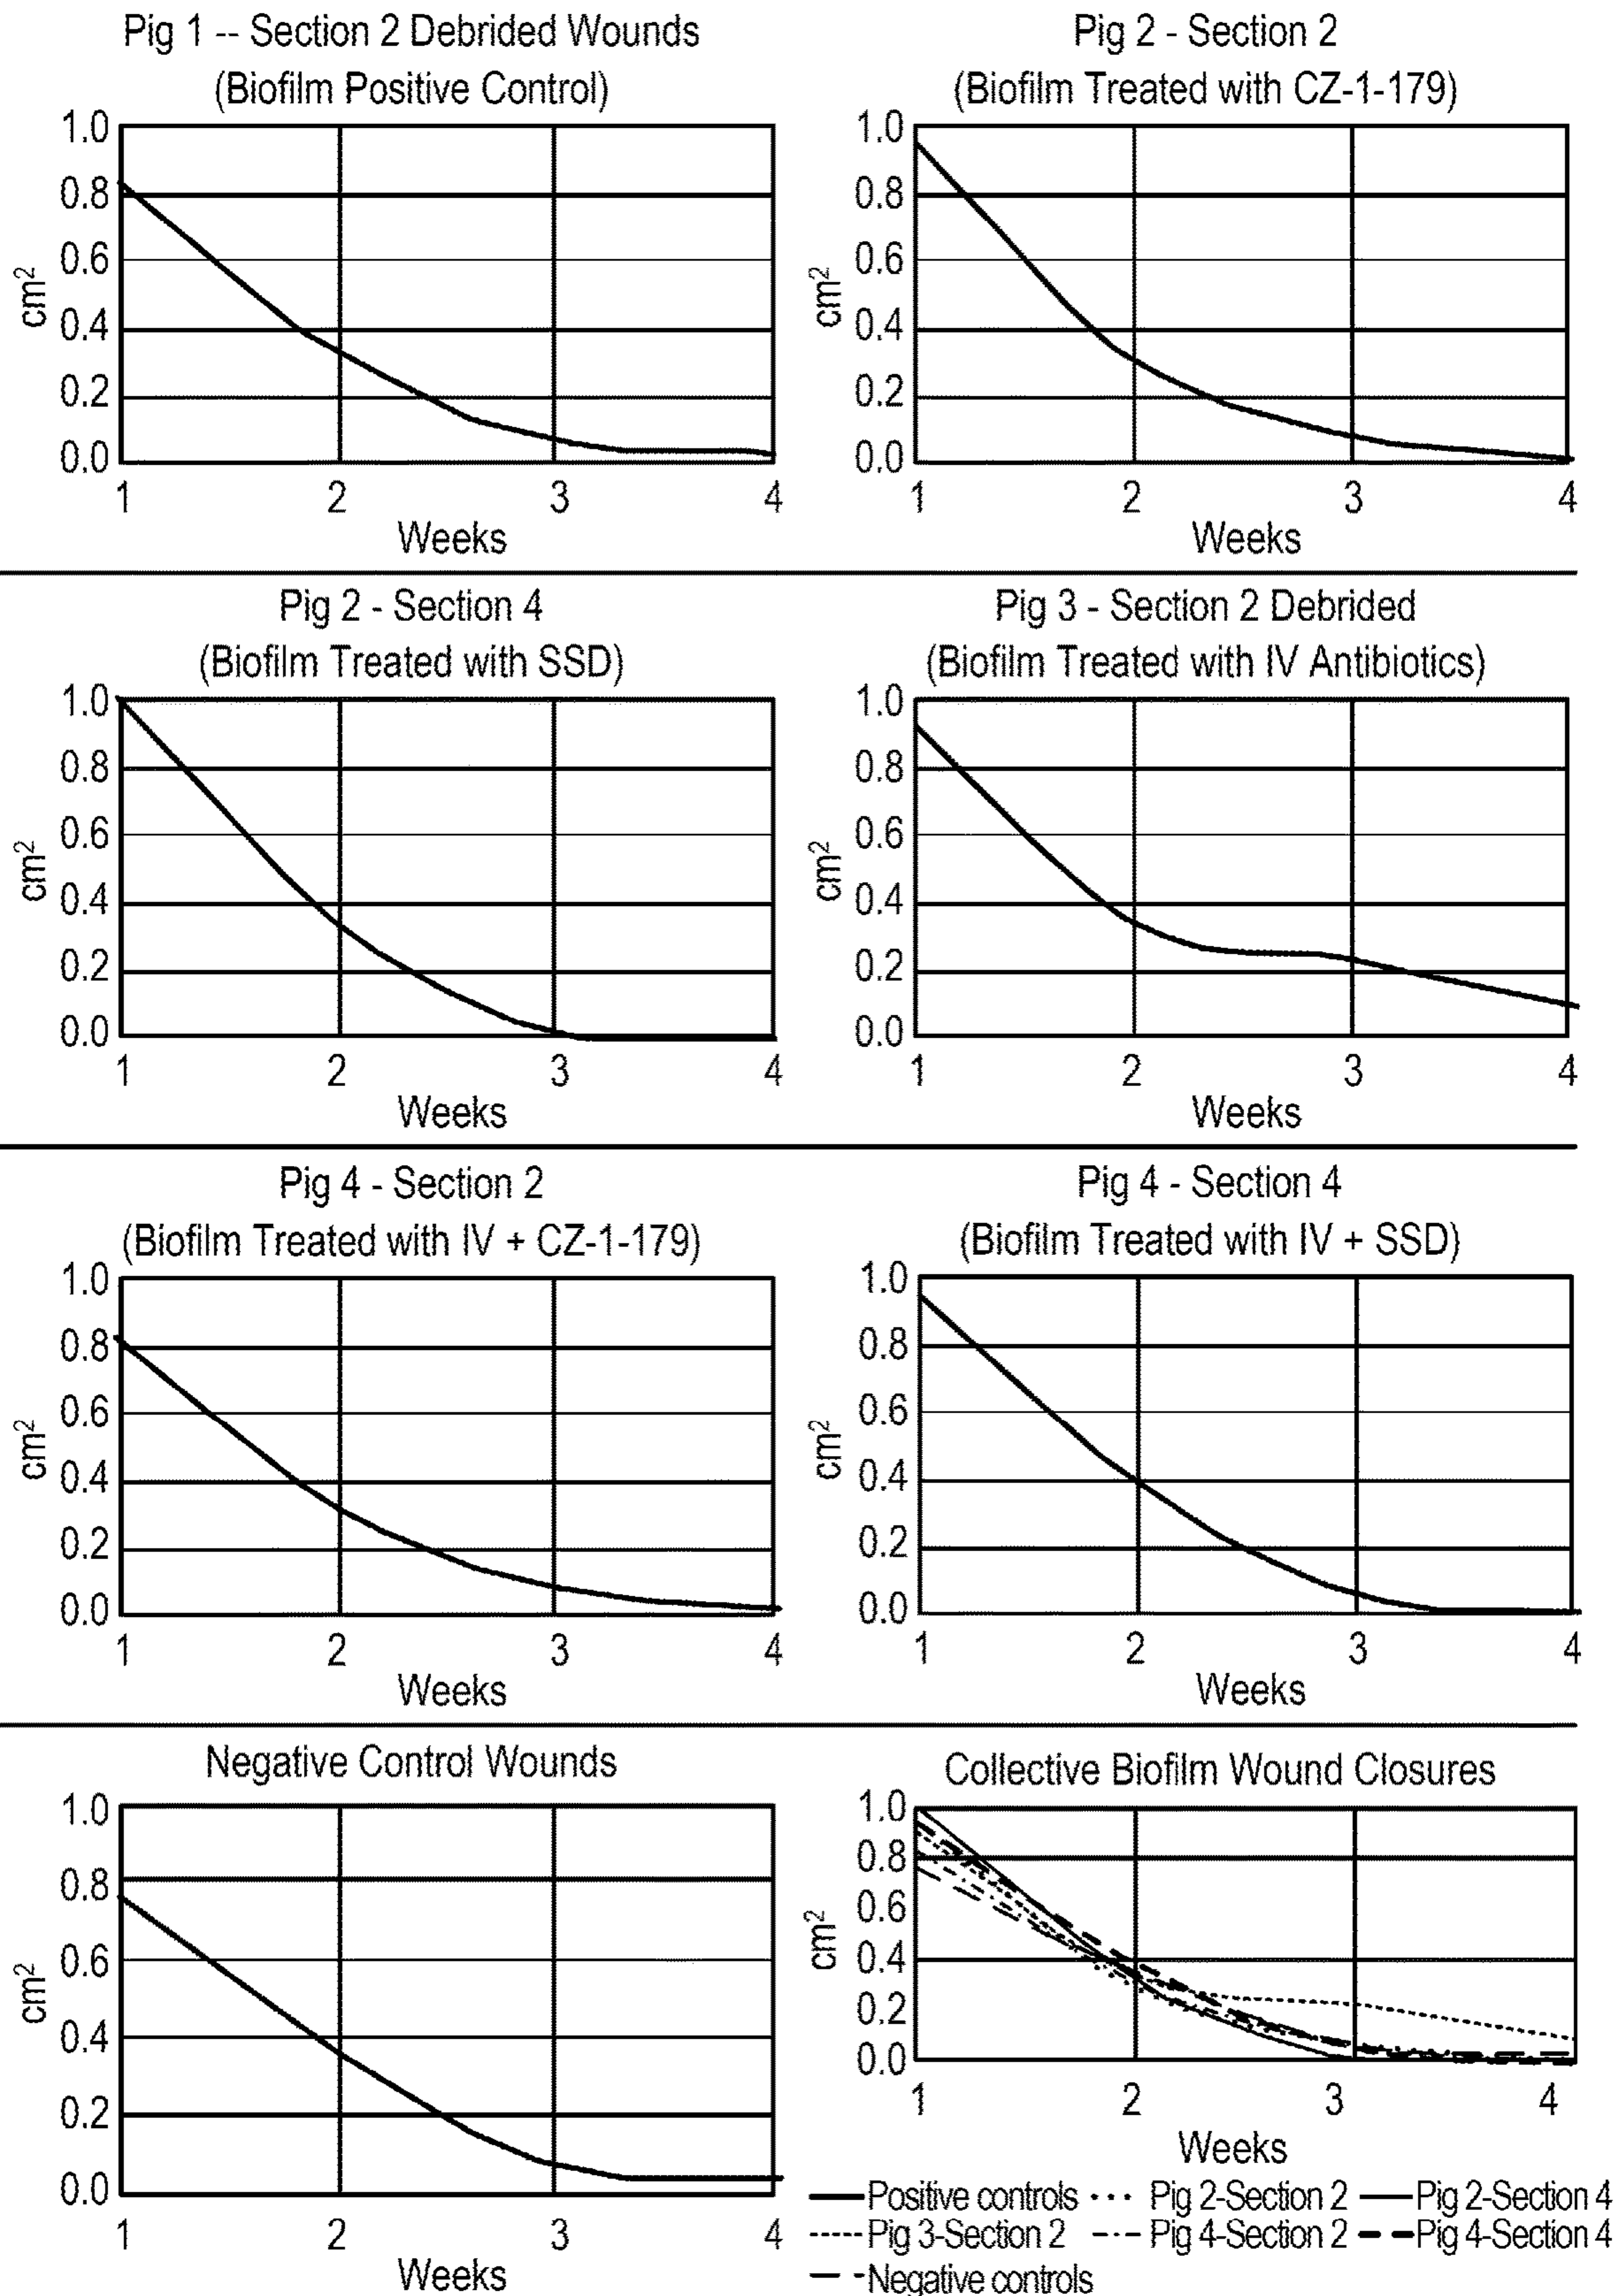 Pig 1 -- Section 2 Debrided Wounds
(Biofilm Positive Control)
1.0
0.8
0.6
0.4
0.2
0.0
cm²
1 2 3 4
Weeks
Pig 2 - Section 2
(Biofilm Treated with CZ-1-179)
1.0
0.8
0.6
0.4
0.2
0.0
cm²
1 2 3 4
Weeks
Pig 2 - Section 4
(Biofilm Treated with SSD)
1.0
0.8
0.6
0.4
0.2
0.0
cm²
1 2 3 4
Weeks
Pig 3 - Section 2 Debrided
(Biofilm Treated with IV Antibiotics)
1.0
0.8
0.6
0.4
0.2
0.0
cm²
1 2 3 4
Weeks
Pig 4 - Section 2
(Biofilm Treated with IV + CZ-1-179)
1.0
0.8
0.6
0.4
0.2
0.0
cm²
1 2 3 4
Weeks
Pig 4 - Section 4
(Biofilm Treated with IV + SSD)
1.0
0.8
0.6
0.4
0.2
0.0
cm²
1 2 3 4
Weeks
Negative Control Wounds
1.0
0.8
0.6
0.4
0.2
0.0
cm²
1 2 3 4
Weeks
Collective Biofilm Wound Closures
1.0
0.8
0.6
0.4
0.2
0.0
cm²
1 2 3 4
Weeks
Positive controls Pig 2-Section 2 Pig 2-Section 4
Pig 3-Section 2 Pig 4-Section 2 Pig 4-Section 4
Negative controls